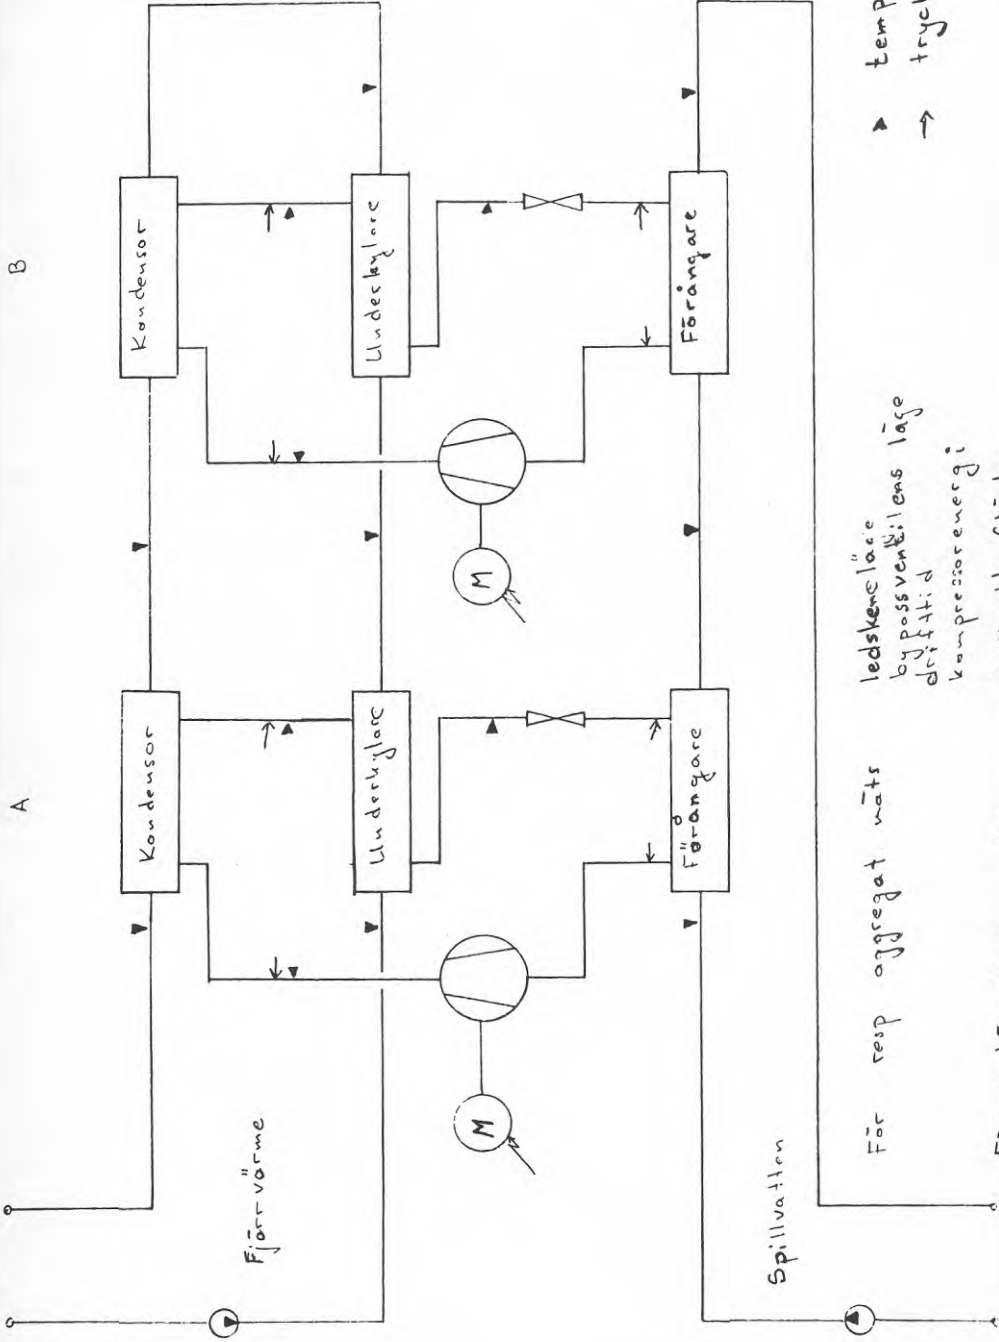 A
B
Kondensor
Kondensor
Fjärrvärme
Underkylare
Underkylare
M
M
Förångare
Förångare
Spillvatten
För resp aggregat mäts
ledskeneläge
bypassventilens läge
drifttid
kompressorenergi
temp
tryck